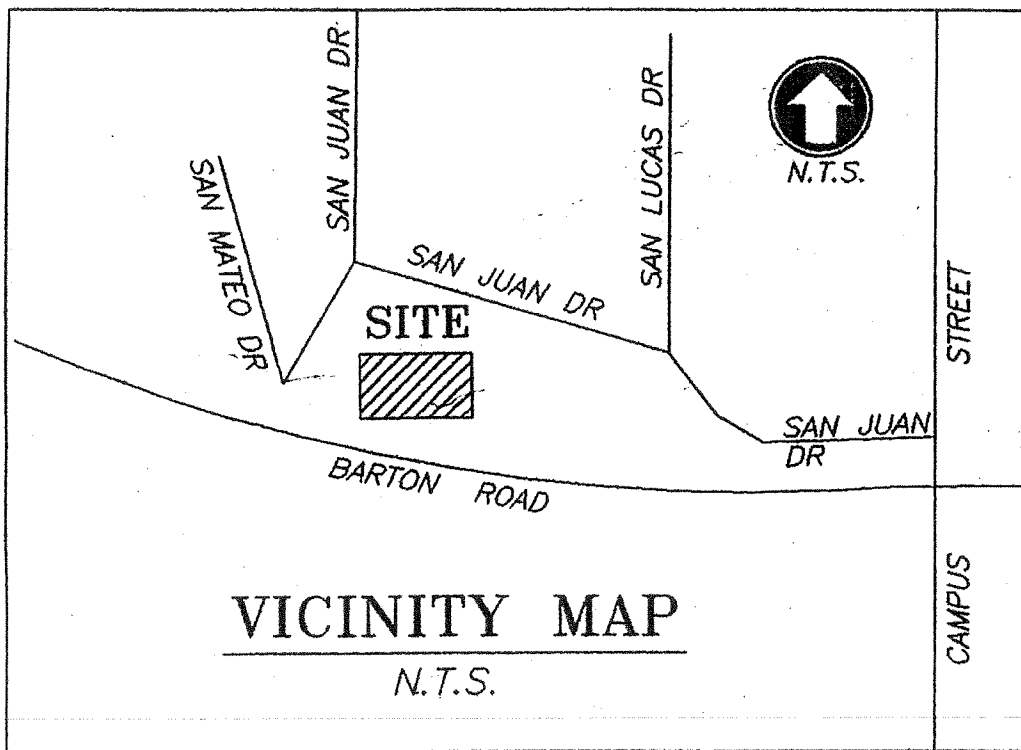 SAN JUAN DR
SAN LUCAS DR
N.T.S.
SAN MATEO DR
SAN JUAN DR
SITE
STREET
SAN JUAN
DR
BARTON ROAD
CAMPUS
VICINITY MAP
N.T.S.